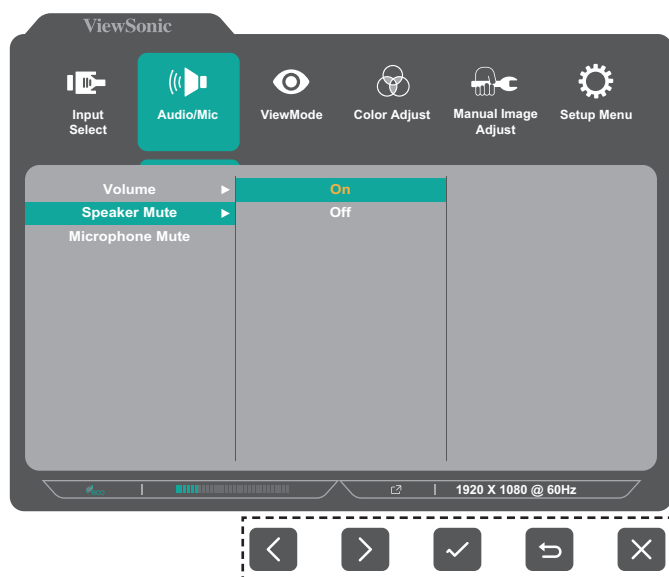 ViewSonic
Input
Select
Audio/Mic
ViewMode
Color Adjust
Manual Image
Adjust
Setup Menu
Volume
On
Speaker Mute
Off
Microphone Mute
eco
1920 X 1080 @ 60Hz